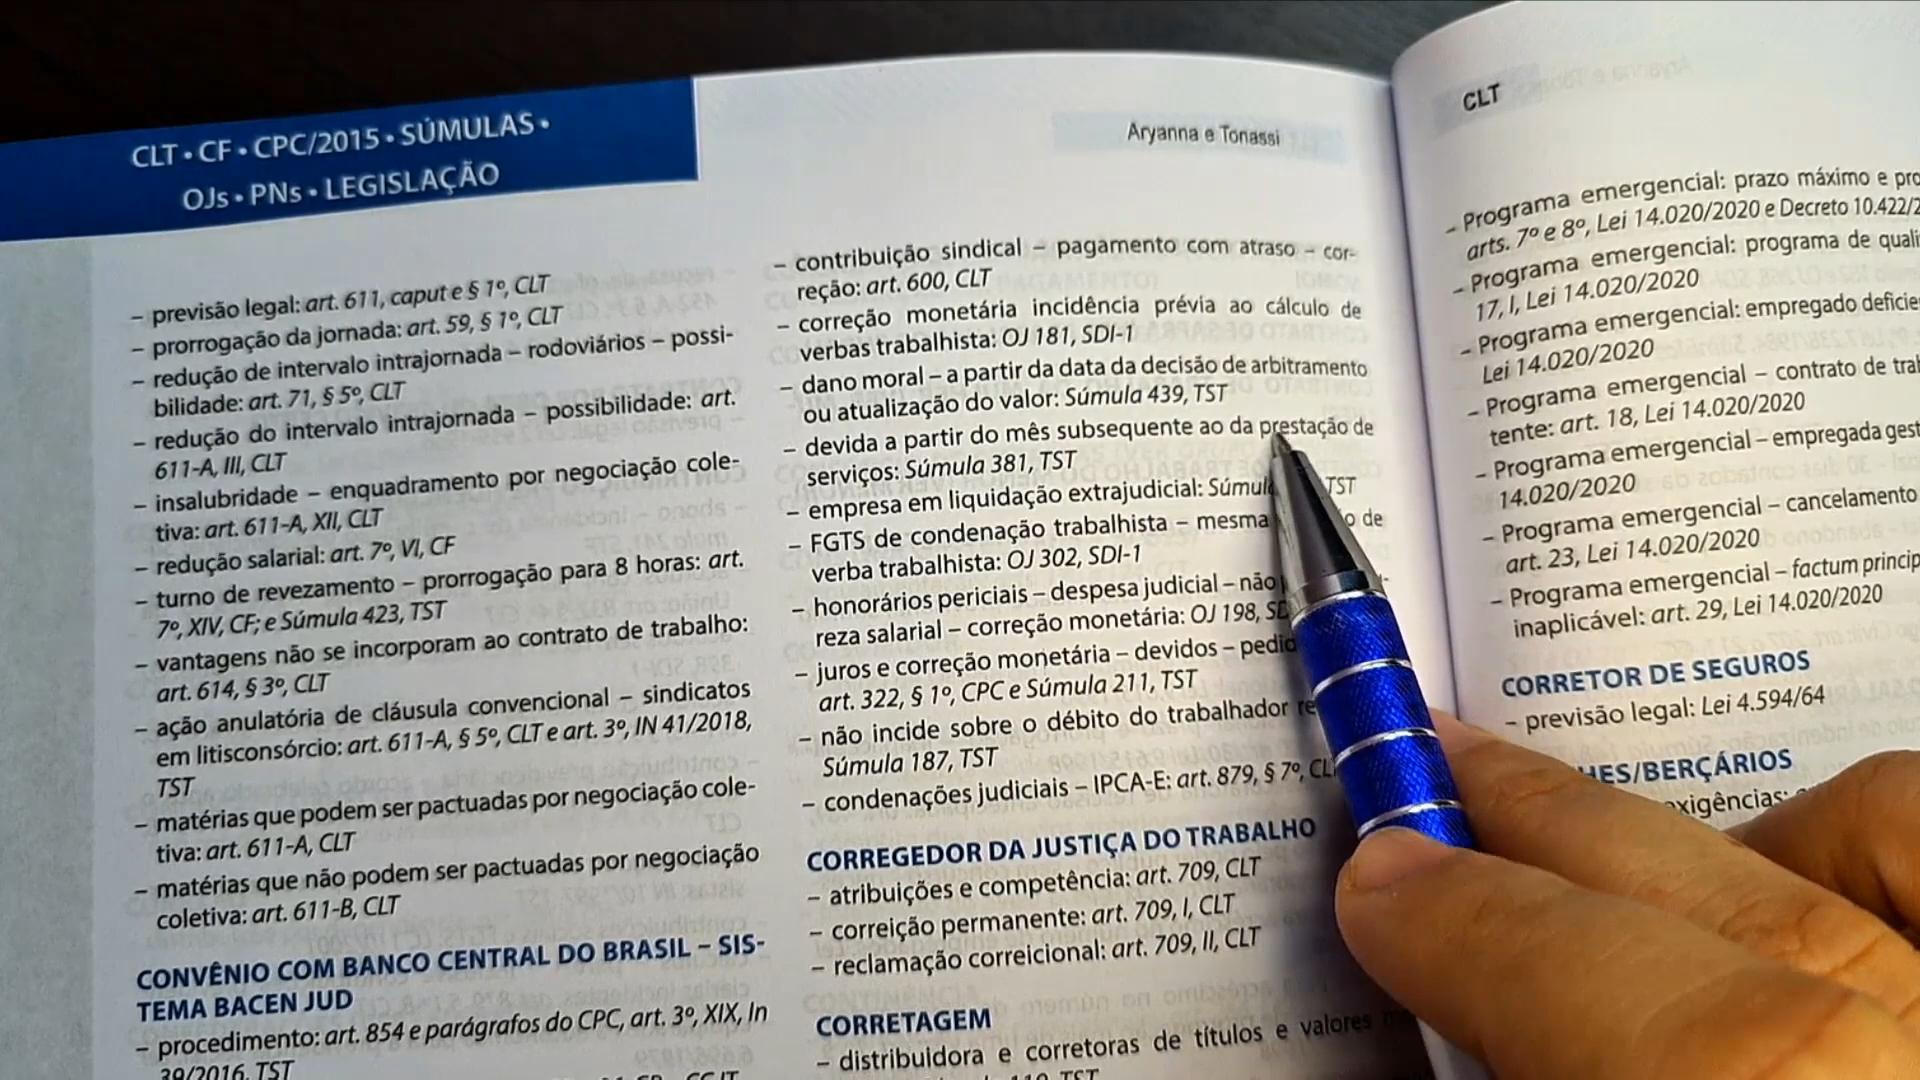 CLT • CF • CPC/2015 • SÚMULAS •
OJs • PNs • LEGISLAÇÃO
Aryanna e Tonassi
– previsão legal: art. 611, caput e § 1º, CLT
– prorrogação da jornada: art. 59, § 1º, CLT
– redução de intervalo intrajornada – rodoviários – possi-
bilidade: art. 71, § 5º, CLT
– redução do intervalo intrajornada – possibilidade: art.
611-A, III, CLT
– insalubridade – enquadramento por negociação cole-
tiva: art. 611-A, XII, CLT
– redução salarial: art. 7º, VI, CF
– turno de revezamento – prorrogação para 8 horas: art.
7º, XIV, CF; e Súmula 423, TST
– vantagens não se incorporam ao contrato de trabalho:
art. 614, § 3º, CLT
– ação anulatória de cláusula convencional – sindicatos
em litisconsórcio: art. 611-A, § 5º, CLT e art. 3º, IN 41/2018,
TST
– matérias que podem ser pactuadas por negociação cole-
tiva: art. 611-A, CLT
– matérias que não podem ser pactuadas por negociação
coletiva: art. 611-B, CLT
CONVÊNIO COM BANCO CENTRAL DO BRASIL – SIS-
TEMA BACEN JUD
– procedimento: art. 854 e parágrafos do CPC, art. 3º, XIX, In
39/2016, TST
– contribuição sindical – pagamento com atraso – cor-
reção: art. 600, CLT
– correção monetária incidência prévia ao cálculo de
verbas trabalhista: OJ 181, SDI-1
– dano moral – a partir da data da decisão de arbitramento
ou atualização do valor: Súmula 439, TST
– devida a partir do mês subsequente ao da prestação de
serviços: Súmula 381, TST
– empresa em liquidação extrajudicial: TST
– FGTS de condenação trabalhista – mesma de
verba trabalhista: OJ 302, SDI-1
– honorários periciais – despesa judicial – não
reza salarial – correção monetária: OJ 198,
– juros e correção monetária – devidos –
art. 322, § 1º, CPC e Súmula 211, TST
– não incide sobre o débito do trabalhador
Súmula 187, TST
– condenações judiciais – IPCA-E: art. 879, § 7º,
CORREGEDOR DA JUSTIÇA DO TRABALHO
– atribuições e competência: art. 709, CLT
– correição permanente: art. 709, I, CLT
– reclamação correicional: art. 709, II, CLT
CORRETAGEM
– distribuidora e corretoras de títulos e valores
TST
CLT
– Programa emergencial: prazo máximo e pro
arts. 7º e 8º, Lei 14.020/2020 e Decreto 10.422/2
– Programa emergencial: programa de quali
17, I, Lei 14.020/2020
– Programa emergencial: empregado deficie
Lei 14.020/2020
– Programa emergencial – contrato de tra
tente: art. 18, Lei 14.020/2020
– Programa emergencial – empregada gest
14.020/2020
– Programa emergencial – cancelamento
art. 23, Lei 14.020/2020
– Programa emergencial – factum princip
inaplicável: art. 29, Lei 14.020/2020
CORRETOR DE SEGUROS
– previsão legal: Lei 4.594/64
HES/BERÇÁRIOS
xigências: